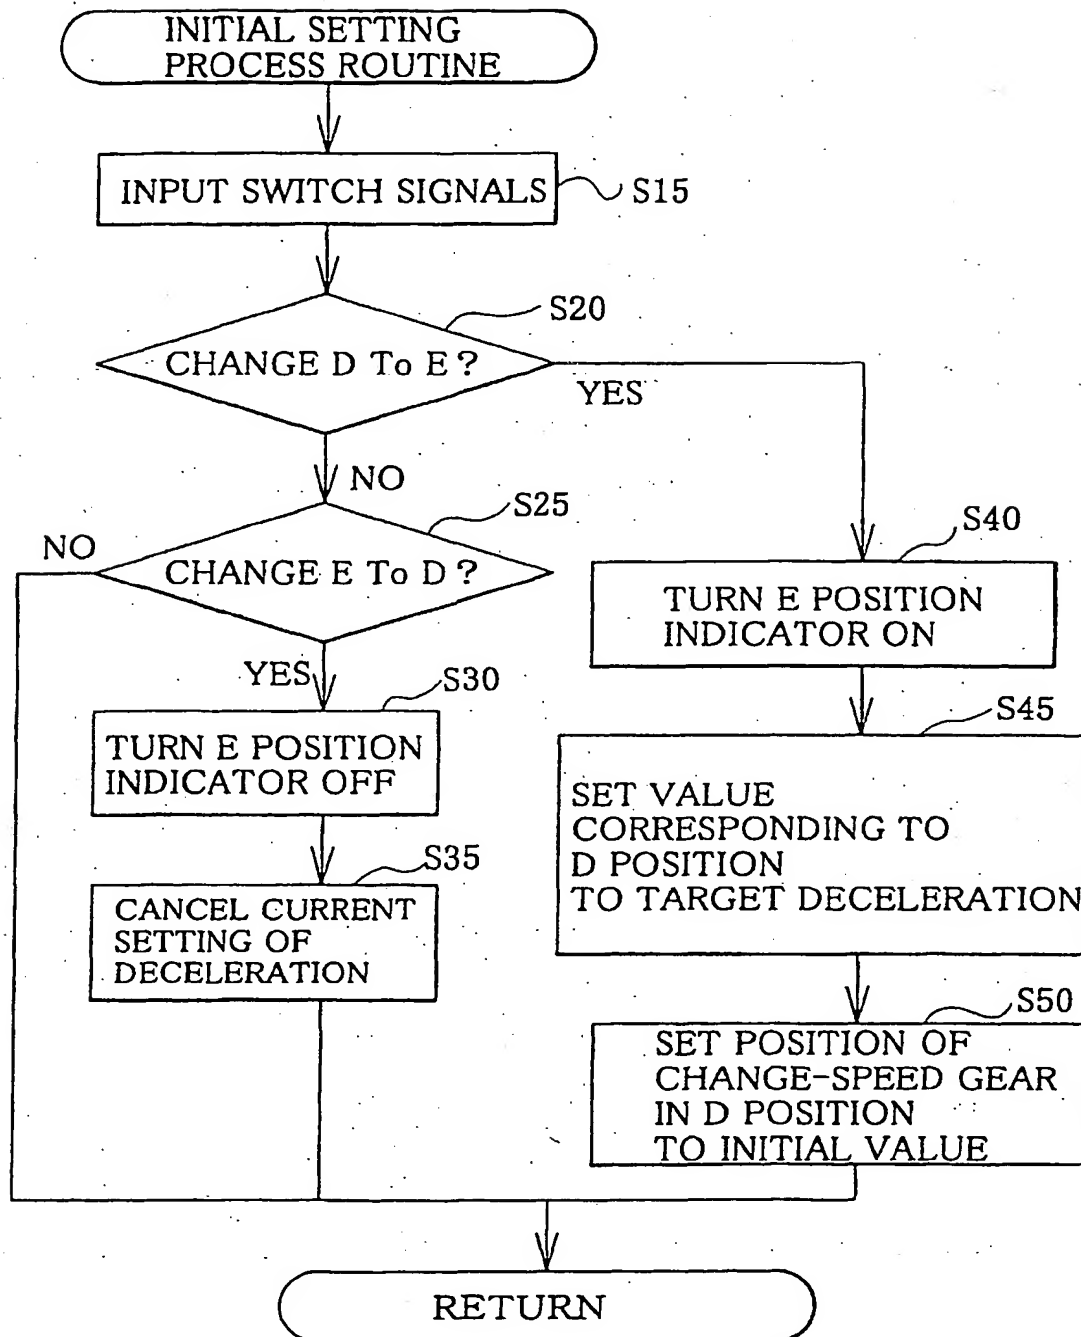 INITIAL SETTING
PROCESS ROUTINE
INPUT SWITCH SIGNALS
S15
S20
CHANGE D To E ?
YES
NO
S25
NO
CHANGE E To D ?
S40
TURN E POSITION
INDICATOR ON
YES
S30
TURN E POSITION
INDICATOR OFF
S45
SET VALUE
CORRESPONDING TO
D POSITION
TO TARGET DECELERATION
S35
CANCEL CURRENT
SETTING OF
DECELERATION
S50
SET POSITION OF
CHANGE-SPEED GEAR
IN D POSITION
TO INITIAL VALUE
RETURN